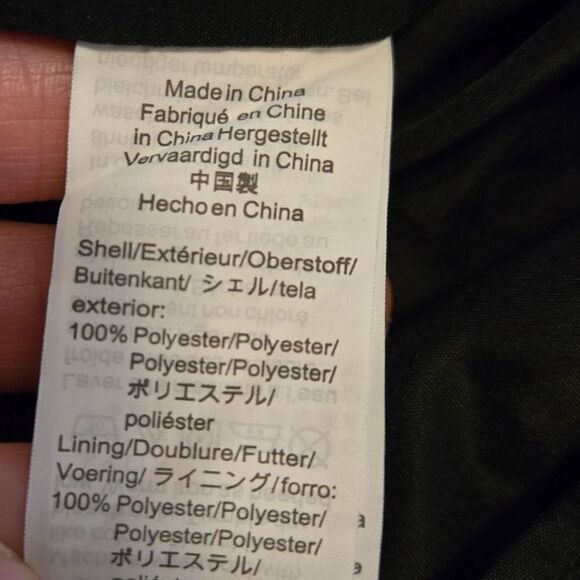 Made in China
Fabriqué en Chine
in China Hergestellt
Vervaardigd in China
中国製
Hecho en China
Shell/Extérieur/Oberstoff/
Buitenkant/ シェル/tela
exterior:
100% Polyester/Polyester/
Polyester/Polyester/
ポリエステル/
poliéster
Lining/Doublure/Futter/
Voering/ ライニング/forro:
100% Polyester/Polyester/
Polyester/Polyester/
ポリエステル/